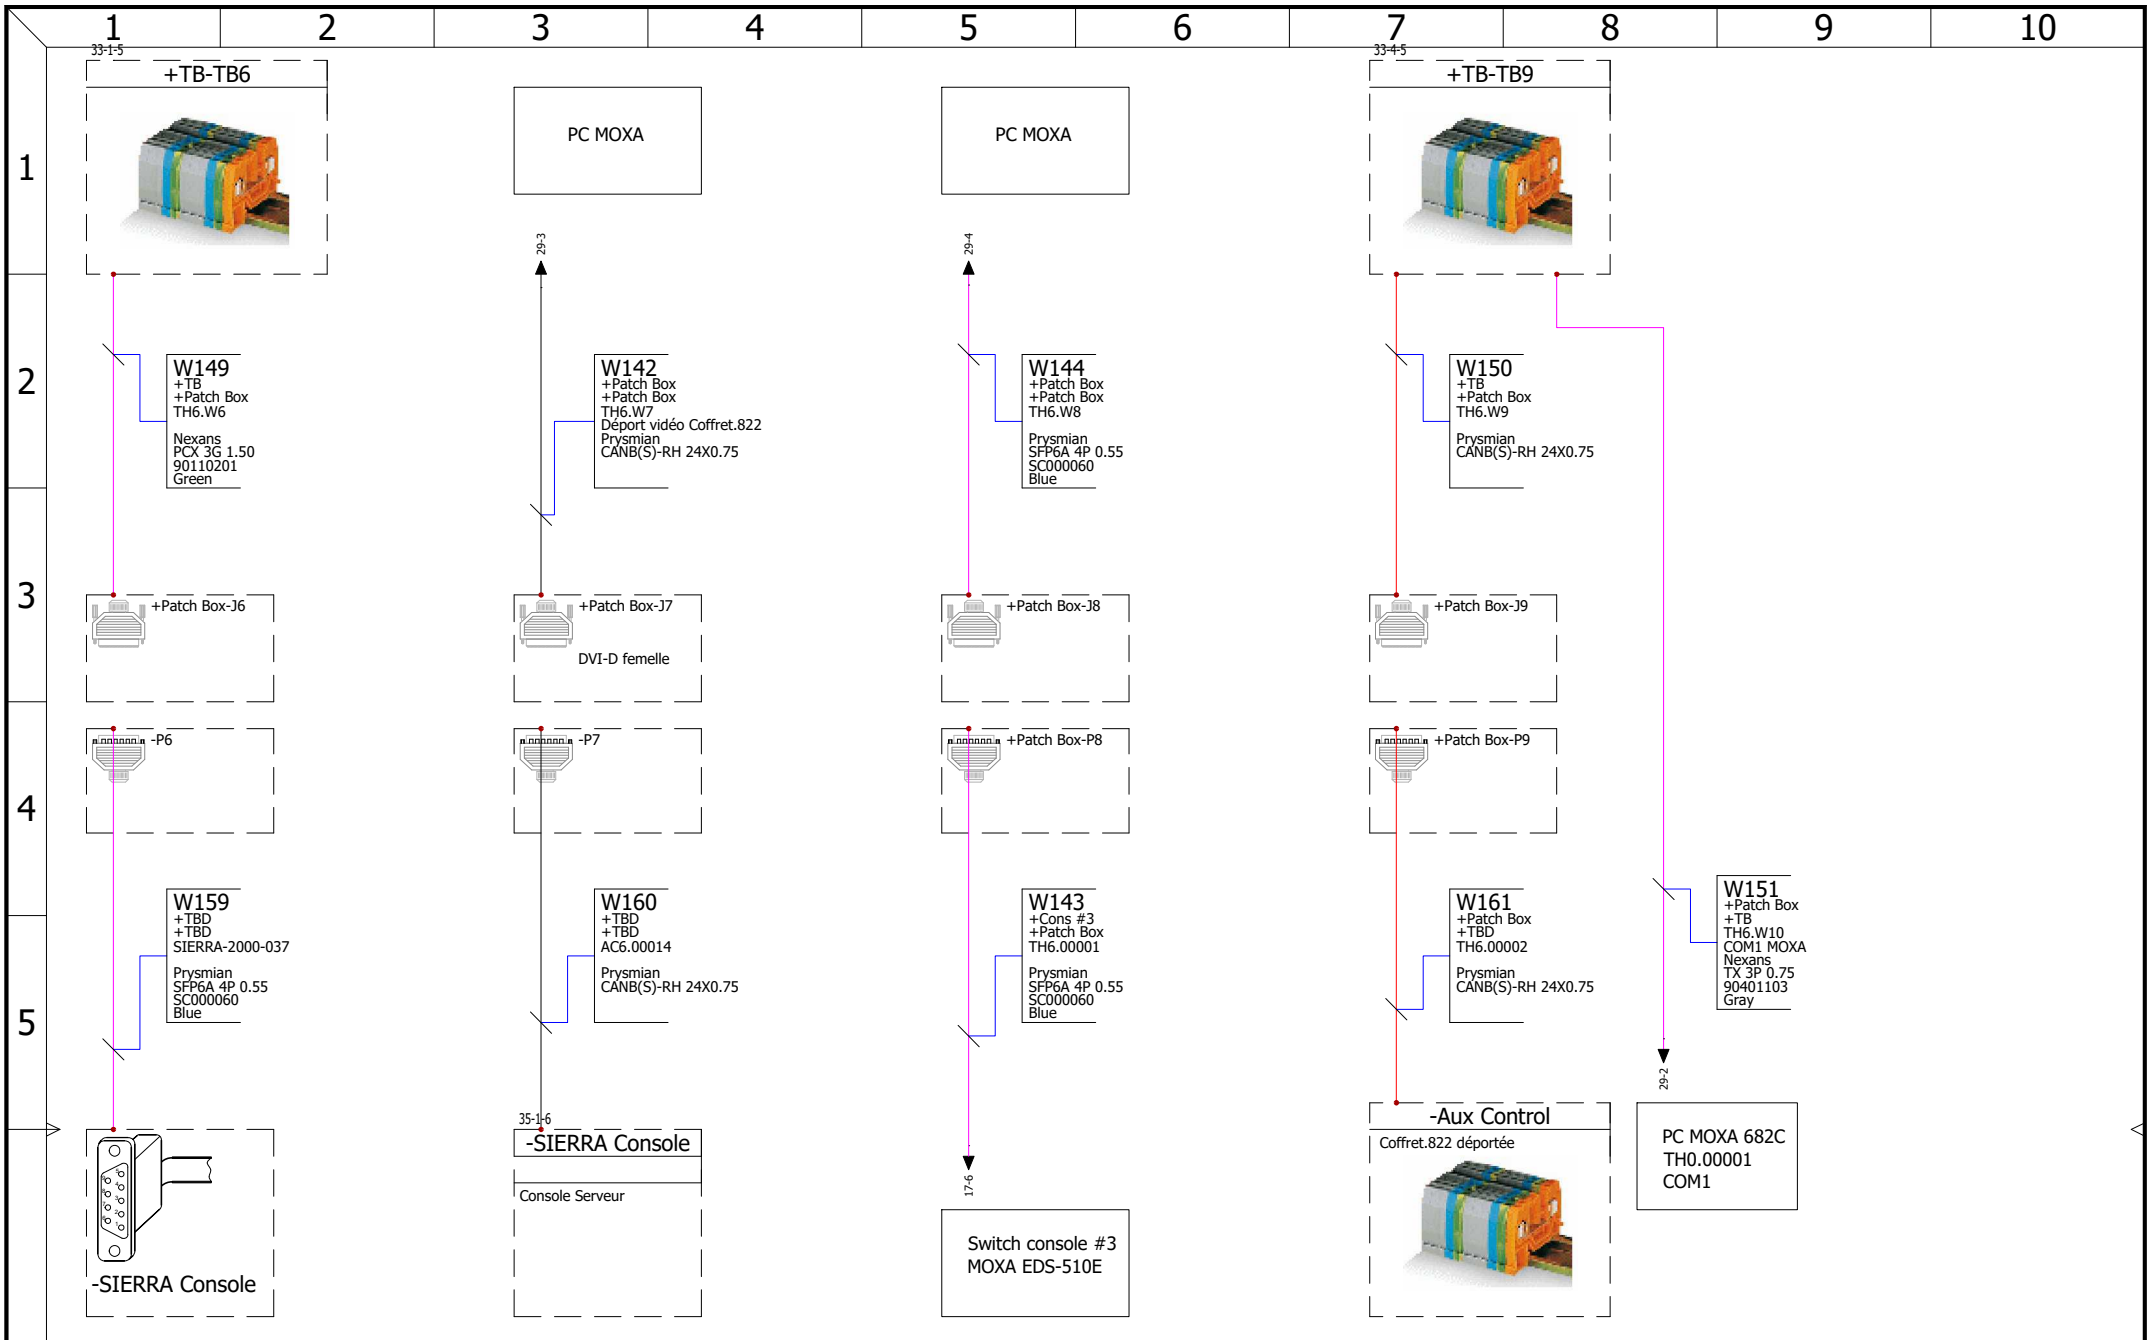 1 2 3 4 5 6 7 8 9 10
33-1-5
33-4-5
+TB-TB6
PC MOXA
PC MOXA
+TB-TB9
1
29-3
29-4
2
W149
+TB
+Patch Box
TH6.W6
Nexans
PCX 3G 1.50
90110201
Green
W142
+Patch Box
+Patch Box
TH6.W7
Déport vidéo Coffret.822
Prysmian
CANB(S)-RH 24X0.75
W144
+Patch Box
+Patch Box
TH6.W8
Prysmian
SFP6A 4P 0.55
SC000060
Blue
W150
+TB
+Patch Box
TH6.W9
Prysmian
CANB(S)-RH 24X0.75
3
+Patch Box-J6
+Patch Box-J7
DVI-D femelle
+Patch Box-J8
+Patch Box-J9
-P6
-P7
+Patch Box-P8
+Patch Box-P9
4
W159
+TBD
+TBD
SIERRA-2000-037
Prysmian
SFP6A 4P 0.55
SC000060
Blue
W160
+TBD
+TBD
AC6.00014
Prysmian
CANB(S)-RH 24X0.75
W143
+Cons #3
+Patch Box
TH6.00001
Prysmian
SFP6A 4P 0.55
SC000060
Blue
W161
+Patch Box
+TBD
TH6.00002
Prysmian
CANB(S)-RH 24X0.75
W151
+Patch Box
+TB
TH6.W10
COM1 MOXA
Nexans
TX 3P 0.75
90401103
Gray
5
29-2
35-1-6
-SIERRA Console
Console Serveur
17-6
-Aux Control
Coffret.822 déportée
PC MOXA 682C
TH0.00001
COM1
Switch console #3
MOXA EDS-510E
-SIERRA Console